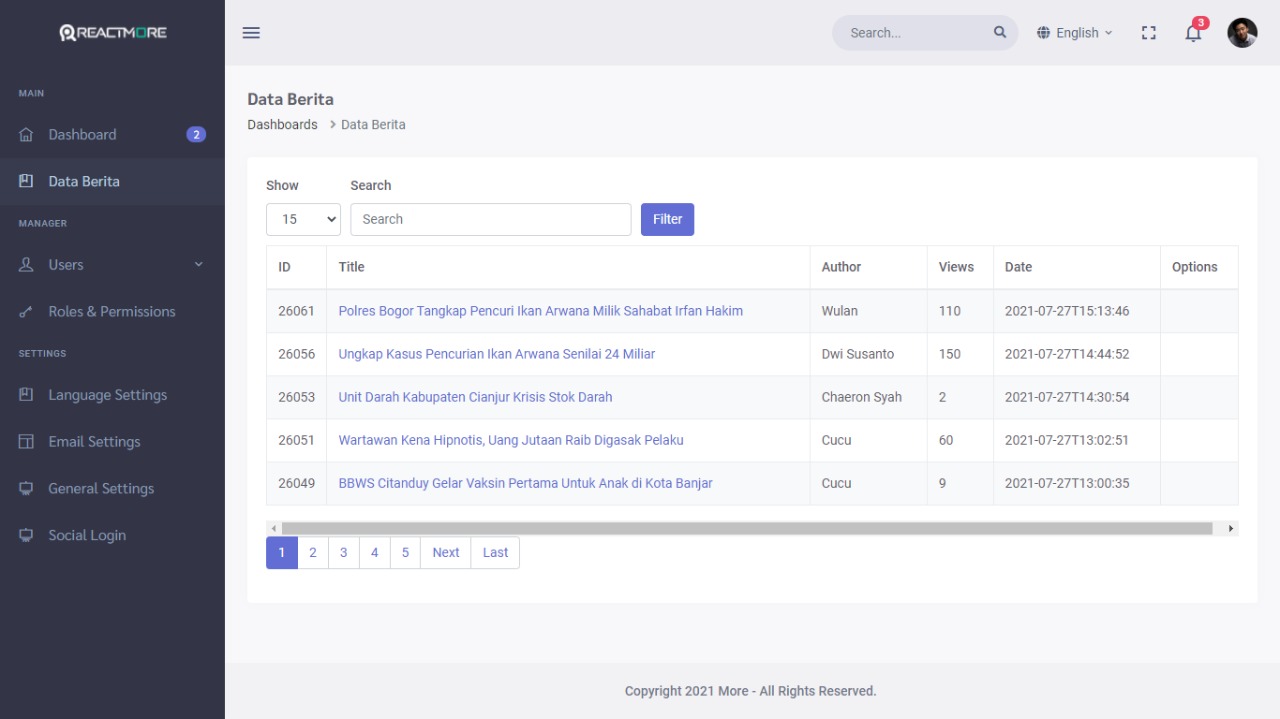 REACTMORE
Search...
English
3
MAIN
Dashboard 2
Data Berita
MANAGER
Users
Roles & Permissions
SETTINGS
Language Settings
Email Settings
General Settings
Social Login
Data Berita
Dashboards > Data Berita
Show Search
15 Search Filter
ID Title Author Views Date Options
26061 Polres Bogor Tangkap Pencuri Ikan Arwana Milik Sahabat Irfan Hakim Wulan 110 2021-07-27T15:13:46
26056 Ungkap Kasus Pencurian Ikan Arwana Senilai 24 Miliar Dwi Susanto 150 2021-07-27T14:44:52
26053 Unit Darah Kabupaten Cianjur Krisis Stok Darah Chaeron Syah 2 2021-07-27T14:30:54
26051 Wartawan Kena Hipnotis, Uang Jutaan Raib Digasak Pelaku Cucu 60 2021-07-27T13:02:51
26049 BBWS Citanduy Gelar Vaksin Pertama Untuk Anak di Kota Banjar Cucu 9 2021-07-27T13:00:35
1 2 3 4 5 Next Last
Copyright 2021 More - All Rights Reserved.